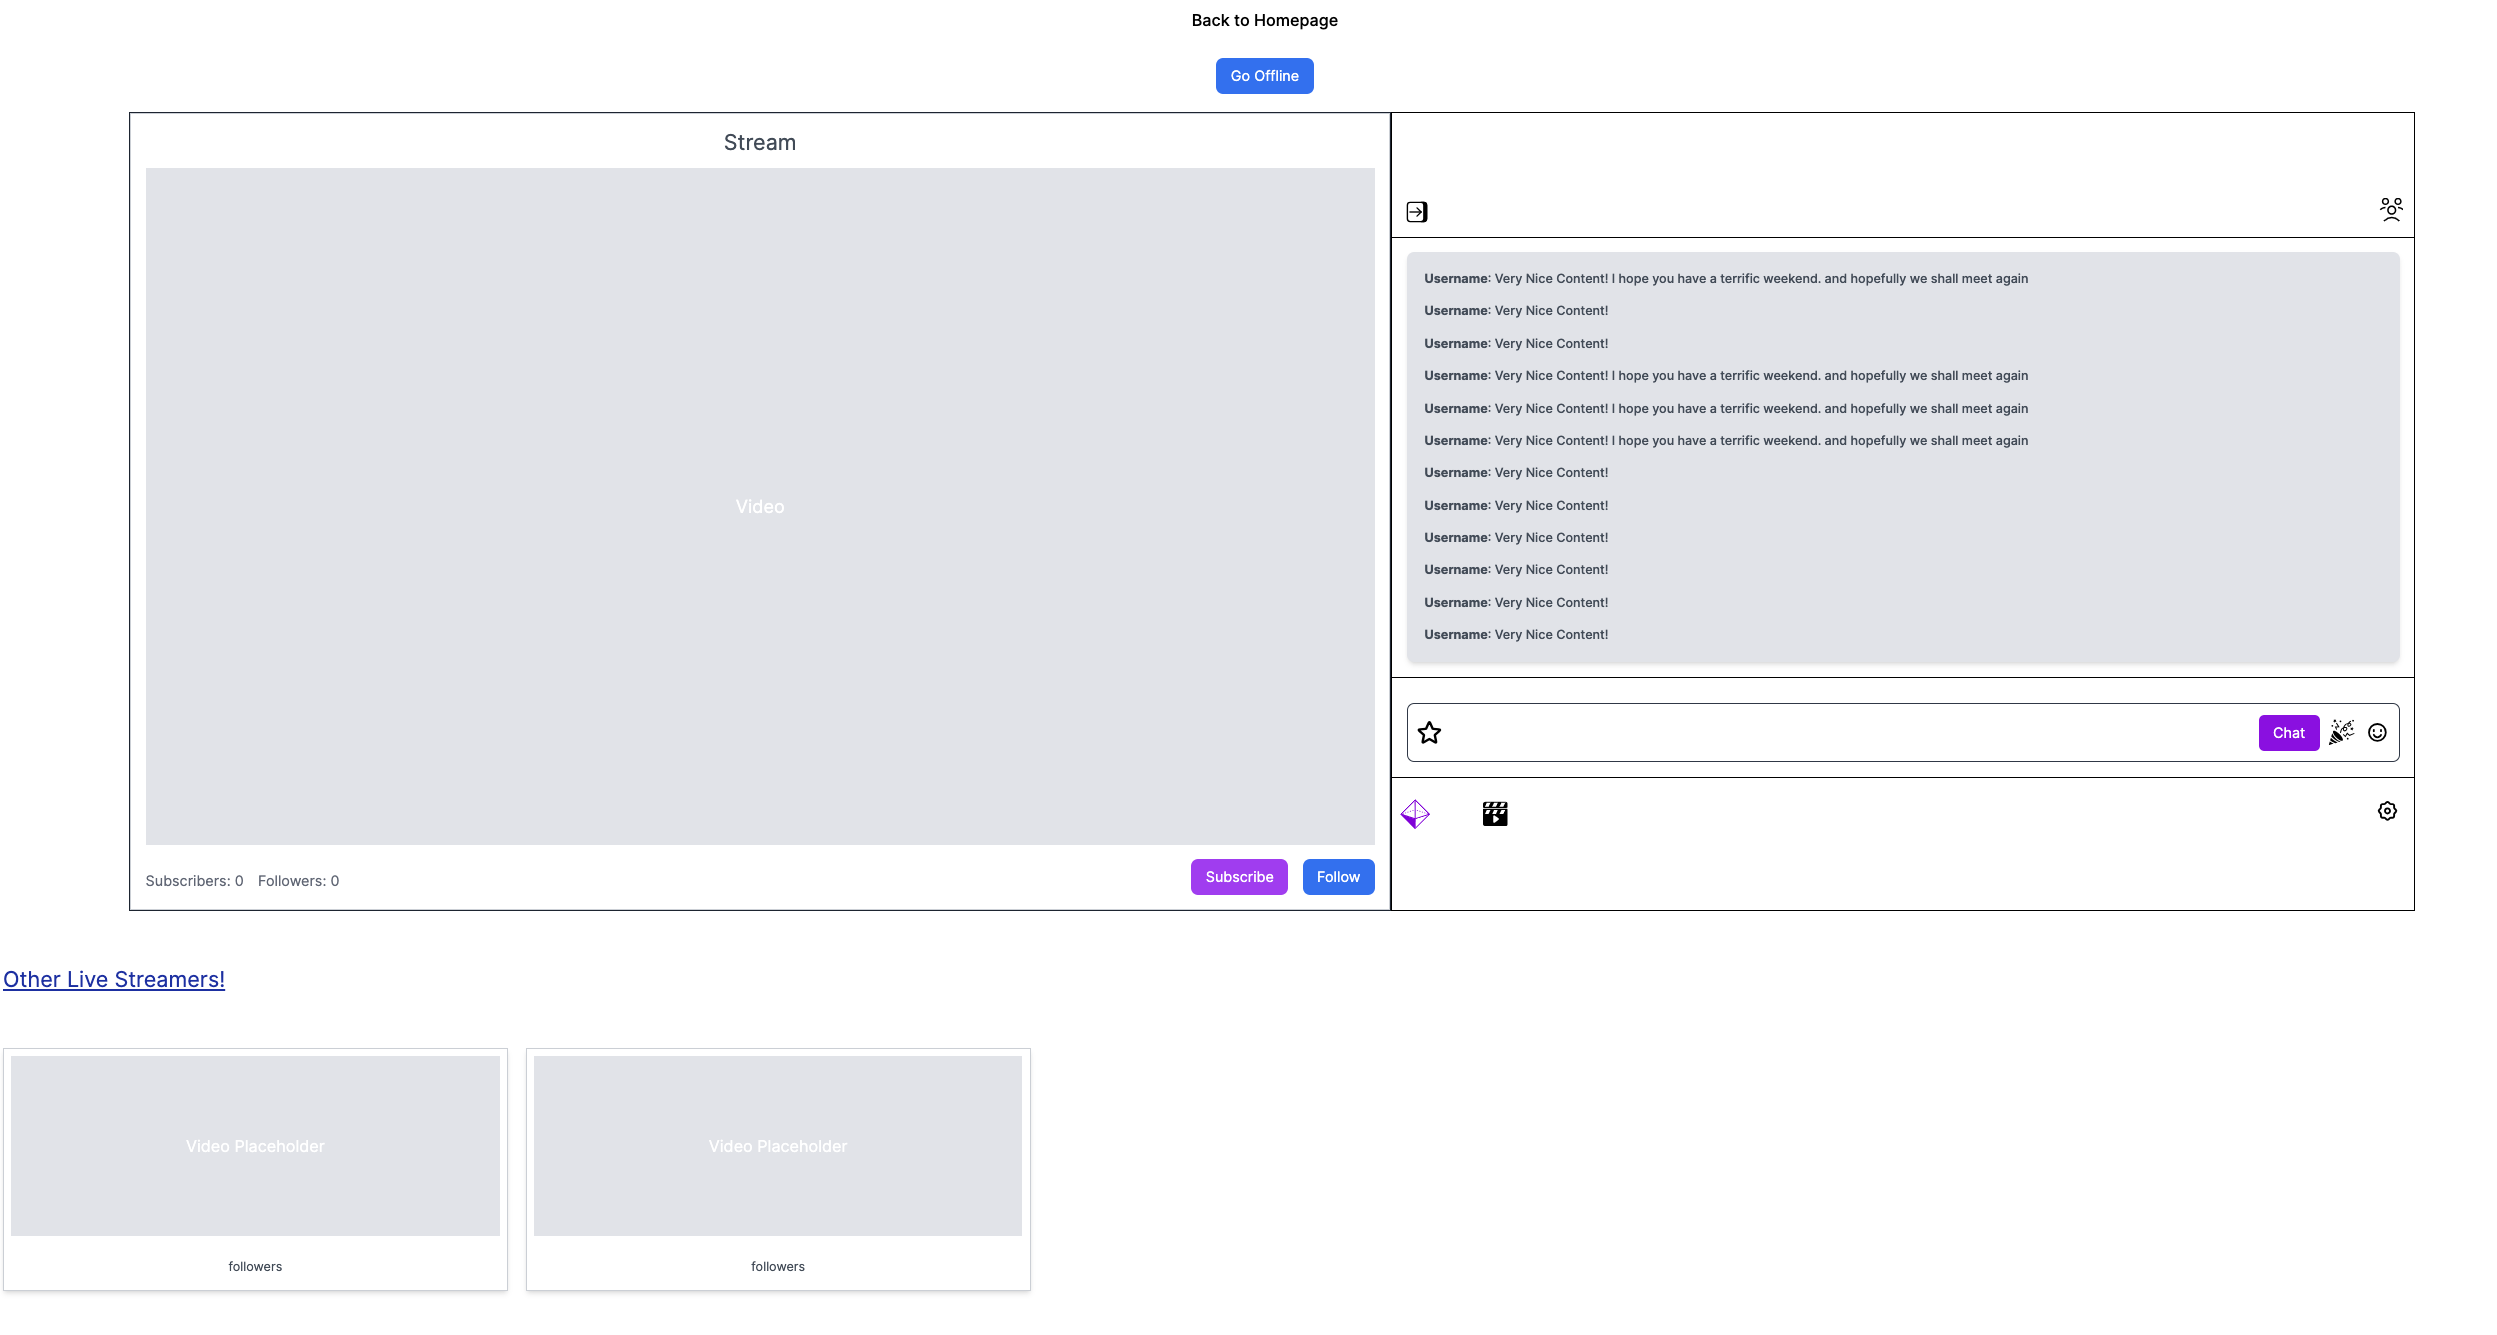 Back to Homepage
Go Offline
Stream
Video
Subscribers: 0 Followers: 0
Subscribe
Follow
Username: Very Nice Content! I hope you have a terrific weekend. and hopefully we shall meet again
Username: Very Nice Content!
Username: Very Nice Content!
Username: Very Nice Content! I hope you have a terrific weekend. and hopefully we shall meet again
Username: Very Nice Content! I hope you have a terrific weekend. and hopefully we shall meet again
Username: Very Nice Content! I hope you have a terrific weekend. and hopefully we shall meet again
Username: Very Nice Content!
Username: Very Nice Content!
Username: Very Nice Content!
Username: Very Nice Content!
Username: Very Nice Content!
Username: Very Nice Content!
Chat
Other Live Streamers!
Video Placeholder
followers
Video Placeholder
followers